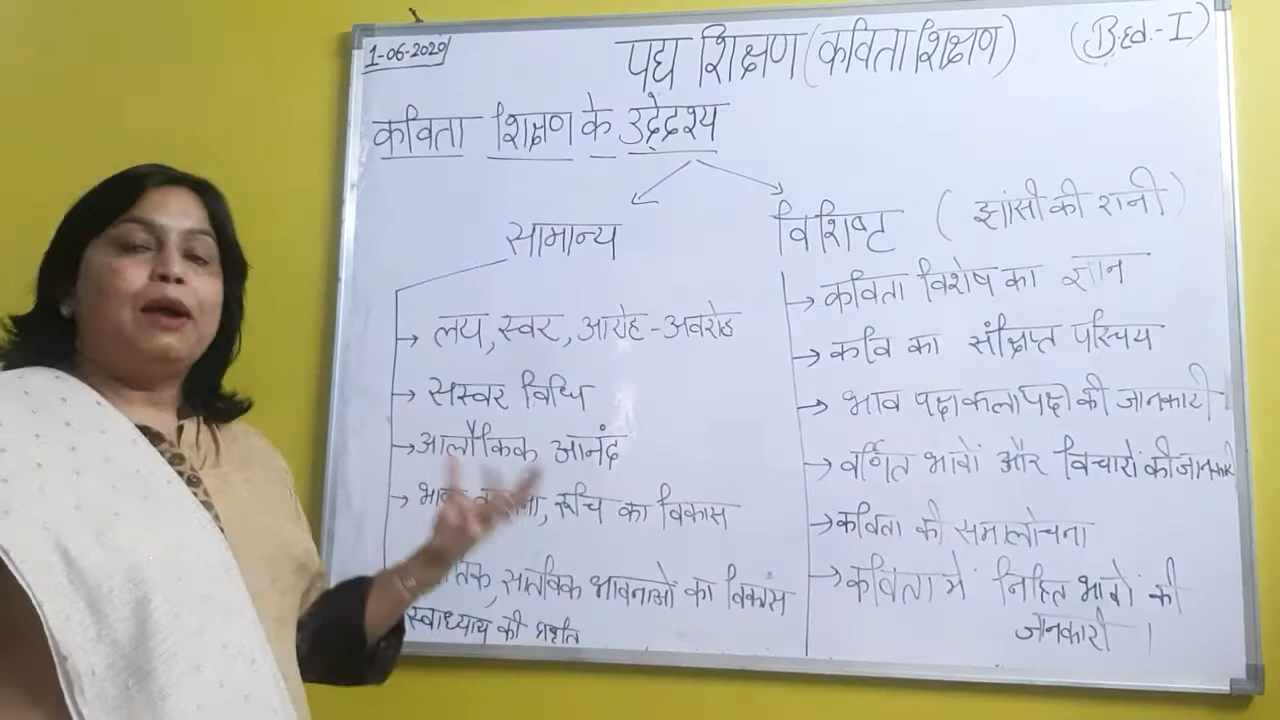 1-06-2020
पद्य शिक्षण (कविता शिक्षण)
(B.Ed.-I)
कविता शिक्षण के उद्देश्य
सामान्य
→ लय, स्वर, आरोह-अवरोह
→ सस्वर विधि
→ आलौकिक आनंद
→ रूचि का विकास
सात्विक भावनाओं का विकास
स्वाध्याय की प्रवृति
विशिष्ट (झांसी की रानी)
→ कविता विशेष का ज्ञान
→ कवि का संक्षिप्त परिचय
→ भाव पक्ष कलापक्ष की जानकारी
→ वर्णित भावों और विचारों की जानकारी
→ कविता की समालोचना
→ कविता में निहित भावों की
जानकारी ।